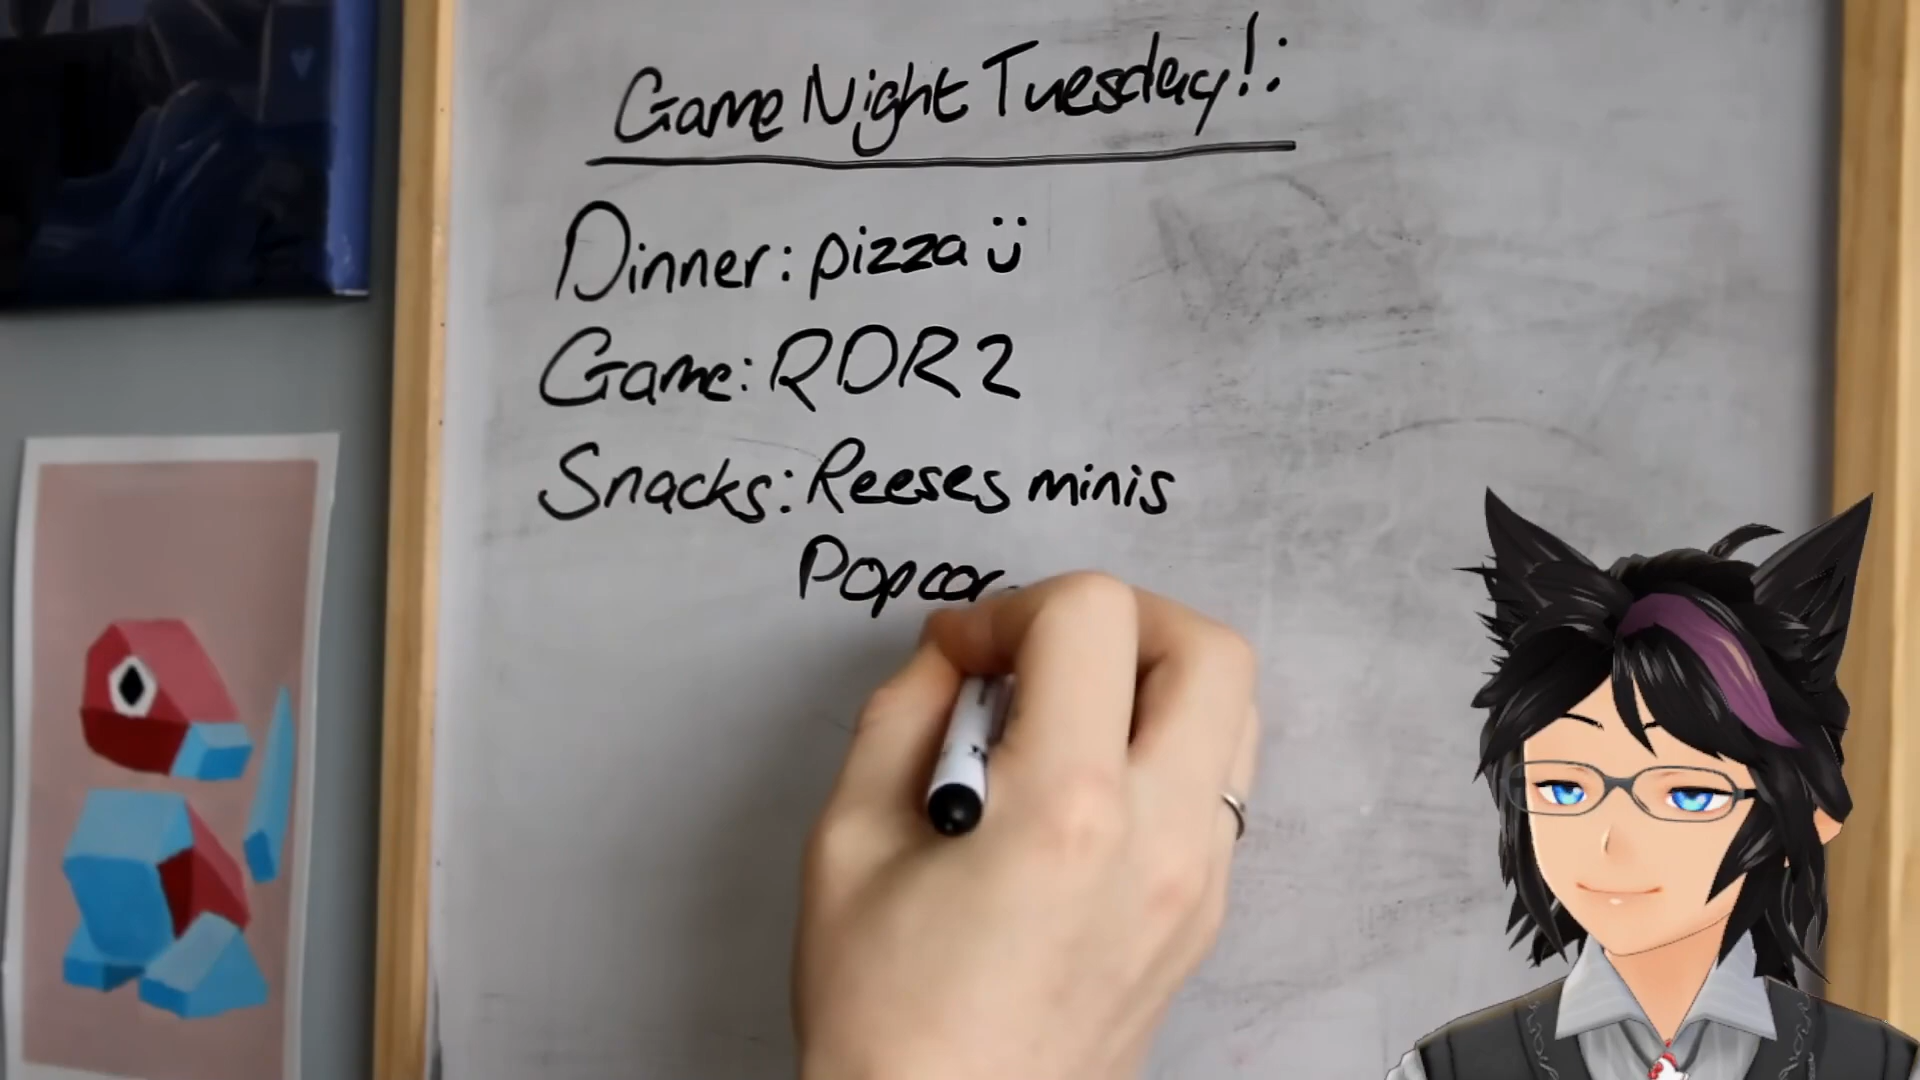 Game Night Tuesday!:
Dinner: pizza ü
Game: RDR2
Snacks: Reeses minis
Popcor